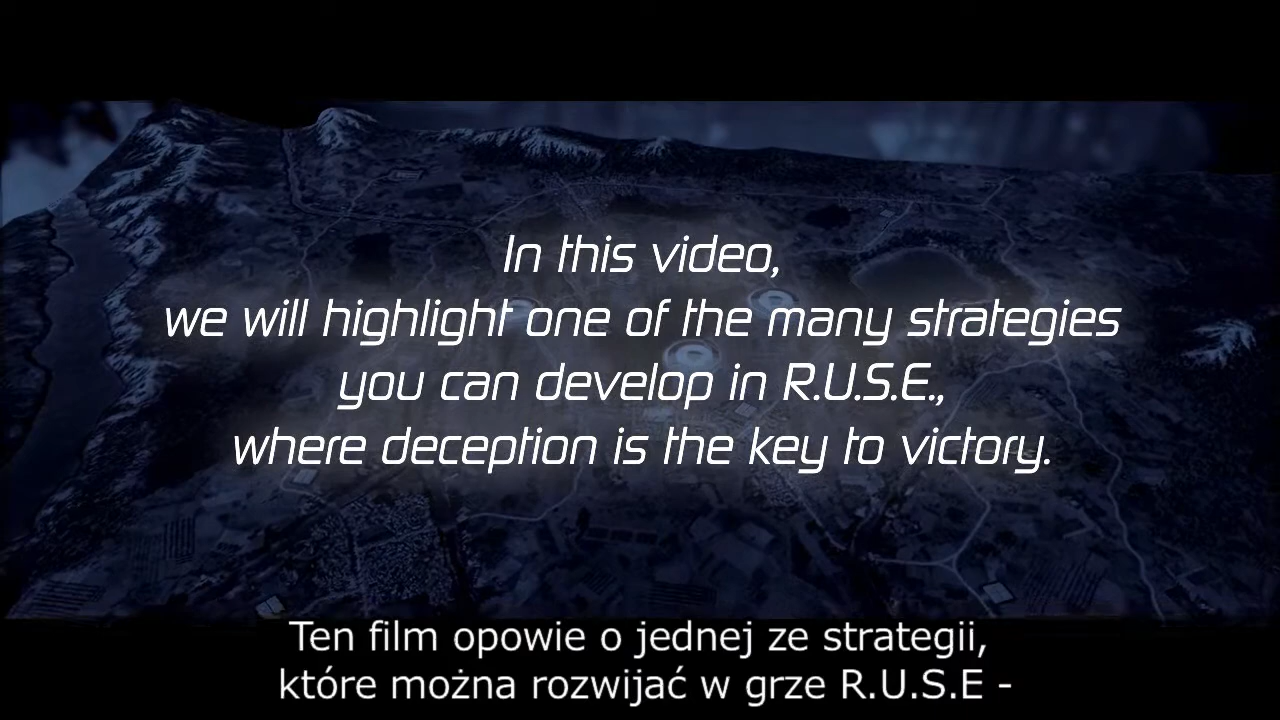 In this video,
we will highlight one of the many strategies
you can develop in R.U.S.E.,
where deception is the key to victory.
Ten film opowie o jednej ze strategii,
które można rozwijać w grze R.U.S.E -